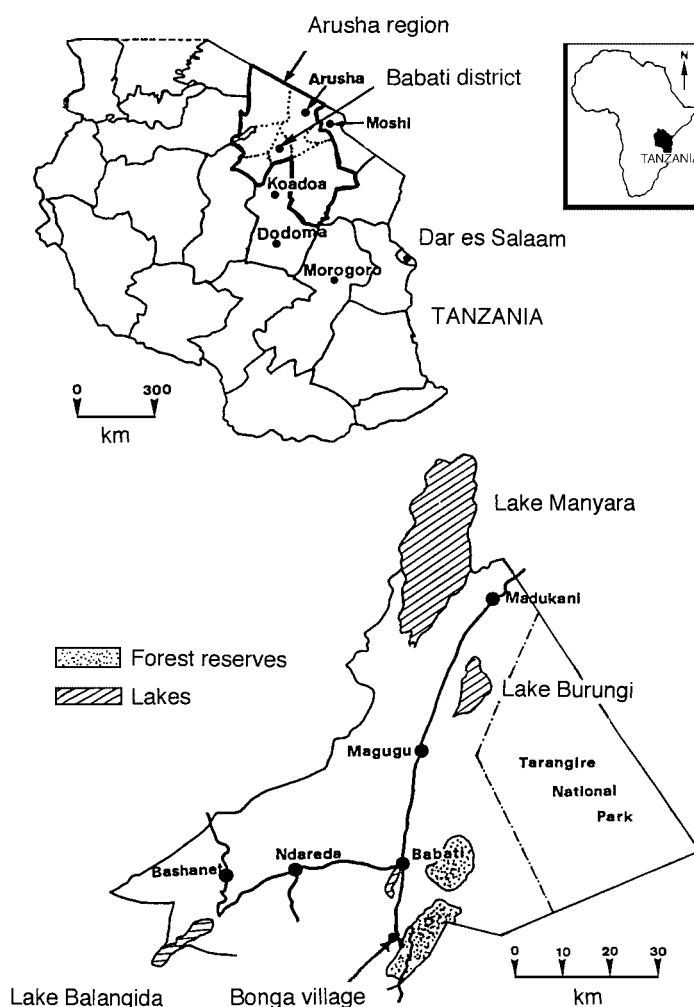 Arusha region
Arusha
Babati district
Moshi
N
TANZANIA
Koadoa
Dodoma
Dar es Salaam
Morogoro
TANZANIA
0 300
km
Lake Manyara
Madukani
Forest reserves
Lakes
Lake Burungi
Magugu
Tarangire
National
Park
Ndareda
Babati
Bashanet
0 10 20 30
km
Lake Balangida
Bonga village